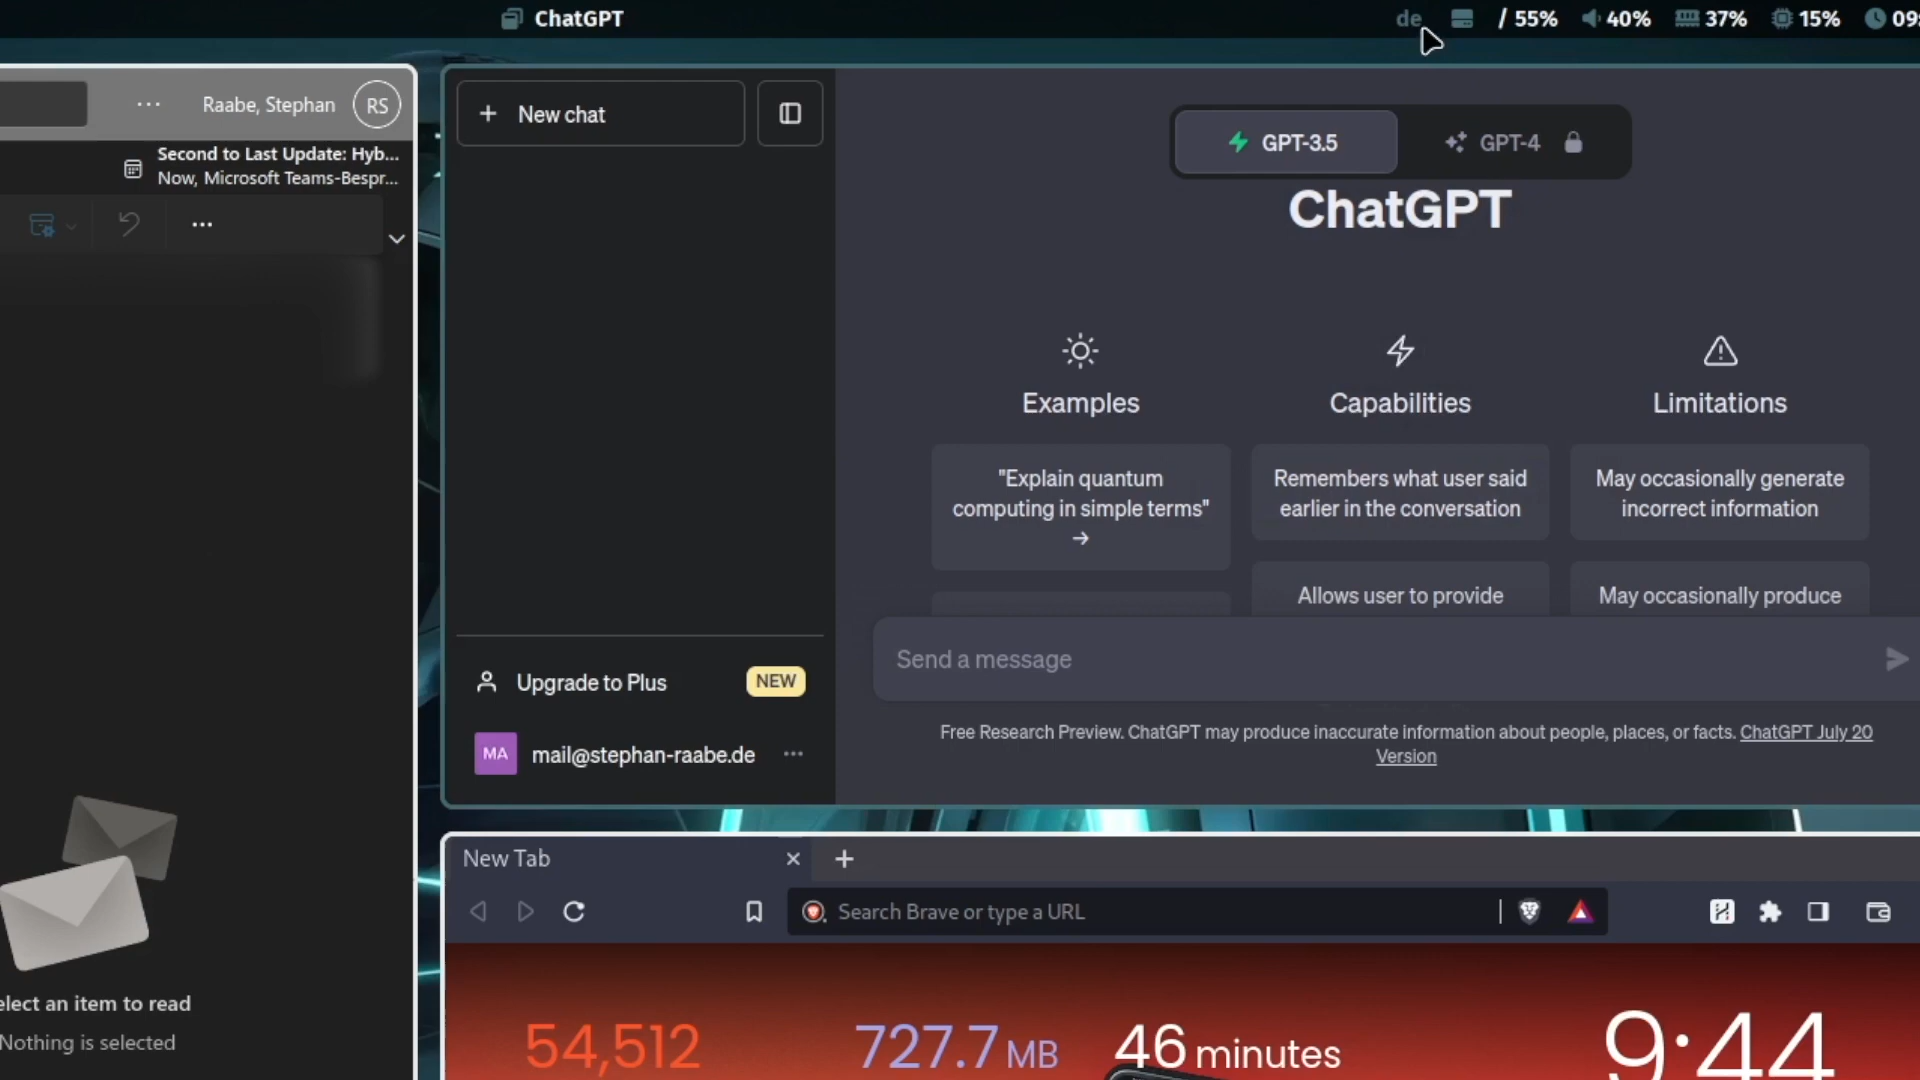 ChatGPT
de
/ 55%
40%
37%
15%
09:
Raabe, Stephan
RS
Second to Last Update: Hyb...
Now, Microsoft Teams-Bespr...
New chat
GPT-3.5
GPT-4
ChatGPT
Examples
Capabilities
Limitations
"Explain quantum
computing in simple terms"
→
Remembers what user said
earlier in the conversation
May occasionally generate
incorrect information
Allows user to provide
May occasionally produce
Send a message
Upgrade to Plus
NEW
MA
mail@stephan-raabe.de
Free Research Preview. ChatGPT may produce inaccurate information about people, places, or facts. ChatGPT July 20
Version
New Tab
Search Brave or type a URL
elect an item to read
Nothing is selected
54,512
727.7 MB
46 minutes
9:44